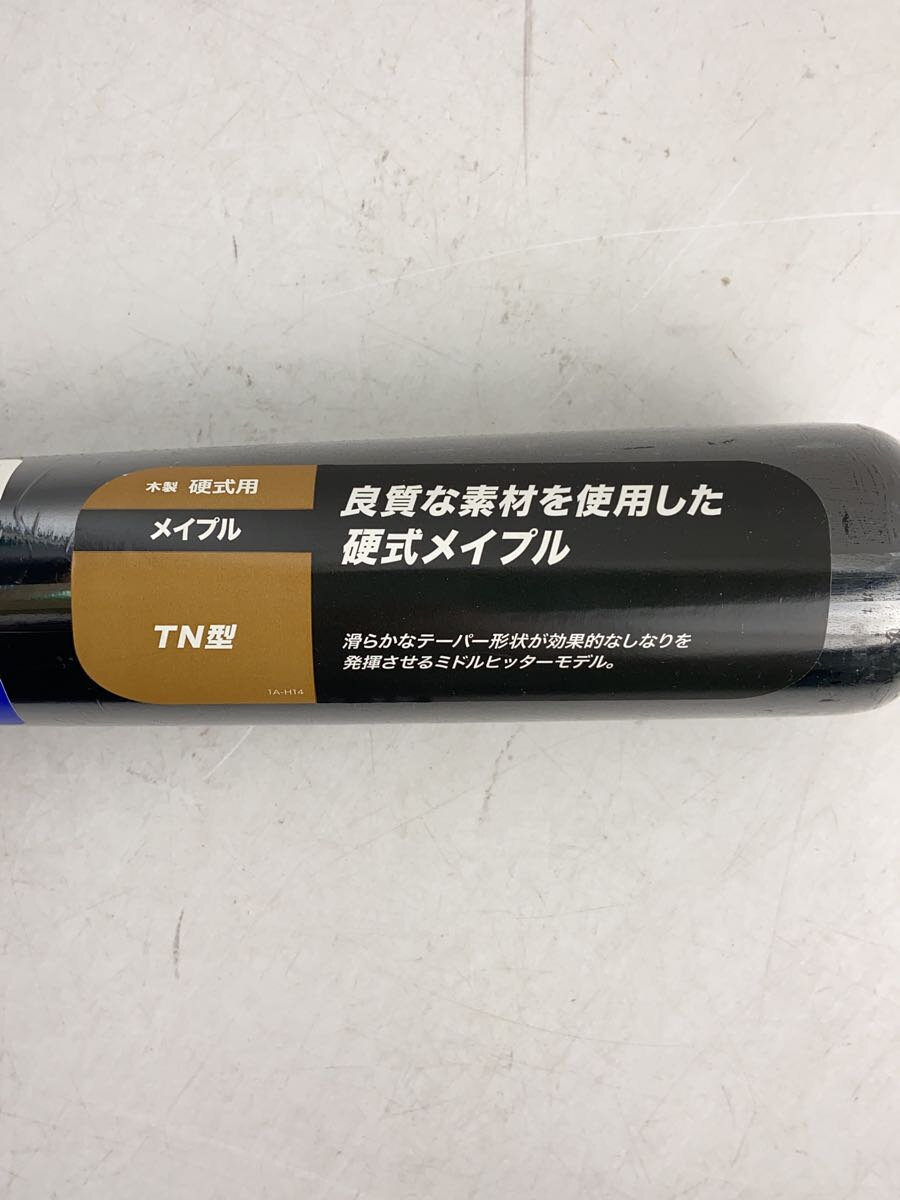 木製 硬式用
メイプル
TN型
1A-H14
良質な素材を使用した
硬式メイプル
滑らかなテーパー形状が効果的なしなりを
発揮させるミドルヒッターモデル。